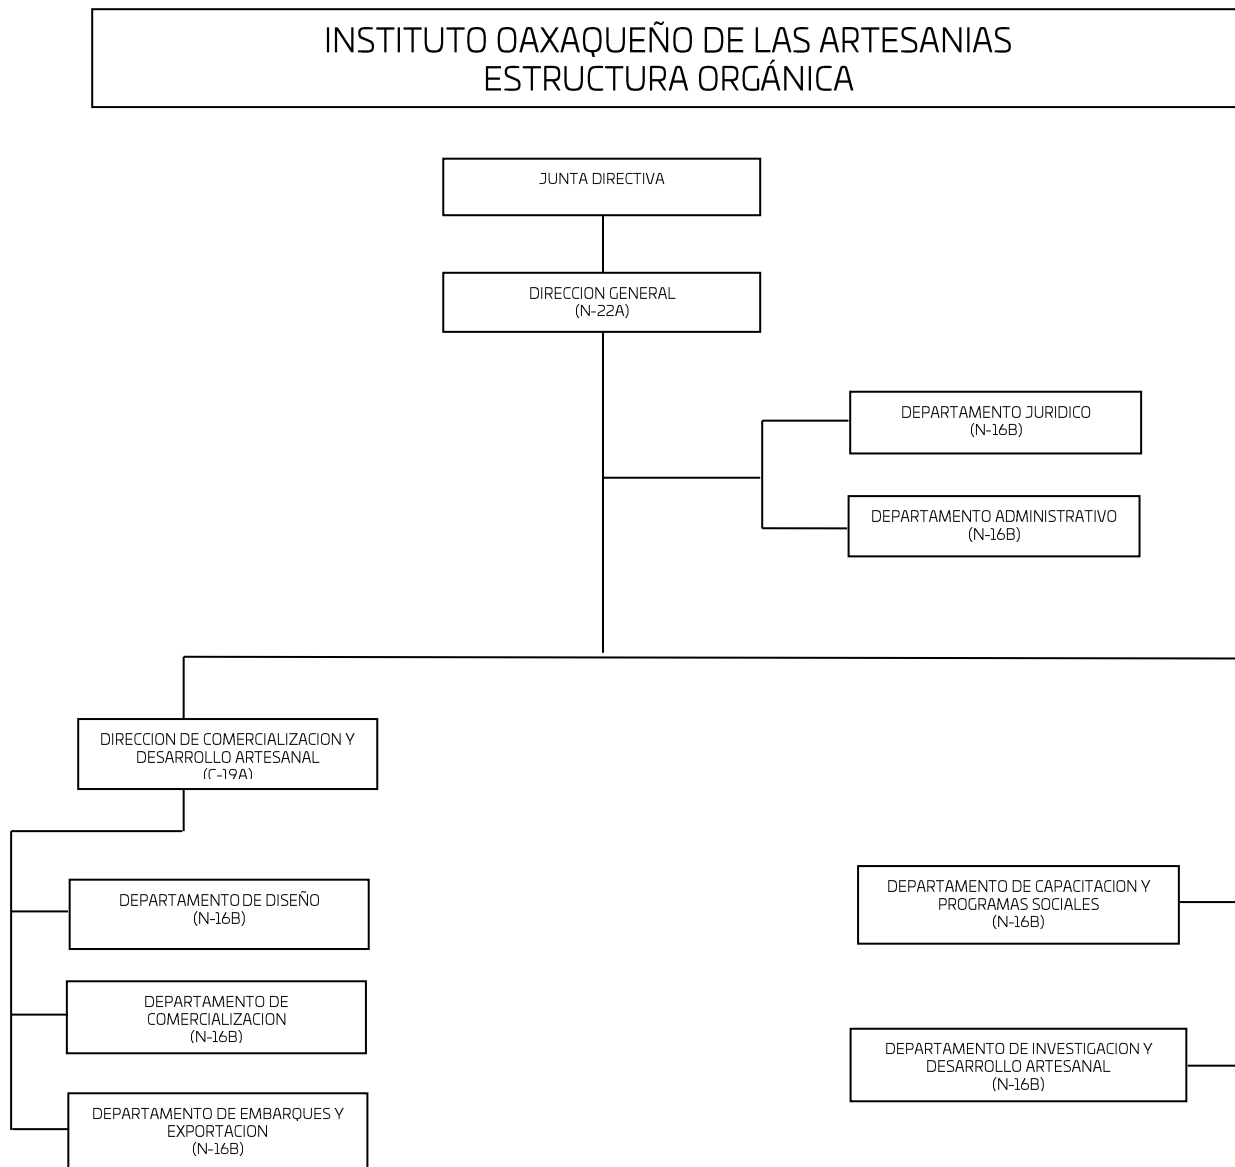 INSTITUTO OAXAQUEÑO DE LAS ARTESANIAS
ESTRUCTURA ORGÁNICA
JUNTA DIRECTIVA
DIRECCION GENERAL
(N-22A)
DEPARTAMENTO JURIDICO
(N-16B)
DEPARTAMENTO ADMINISTRATIVO
(N-16B)
DIRECCION DE COMERCIALIZACION Y
DESARROLLO ARTESANAL
(C-19A)
DEPARTAMENTO DE DISEÑO
(N-16B)
DEPARTAMENTO DE
COMERCIALIZACION
(N-16B)
DEPARTAMENTO DE EMBARQUES Y
EXPORTACION
(N-16B)
DEPARTAMENTO DE CAPACITACION Y
PROGRAMAS SOCIALES
(N-16B)
DEPARTAMENTO DE INVESTIGACION Y
DESARROLLO ARTESANAL
(N-16B)